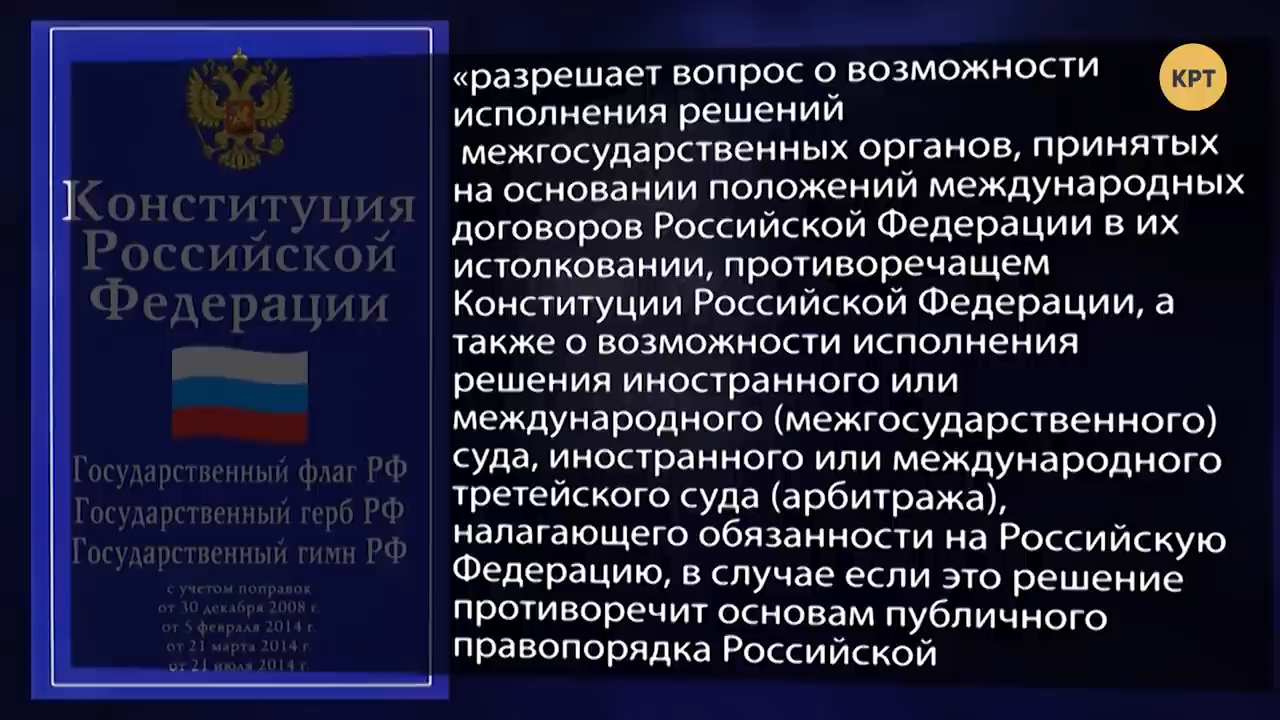 КРТ
Конституция
Российской
Федерации
Государственный флаг РФ
Государственный герб РФ
Государственный гимн РФ
с учетом поправок
от 30 декабря 2008 г.
от 5 февраля 2014 г.
от 21 марта 2014 г.
от 21 июля 2014 г.
«разрешает вопрос о возможности
исполнения решений
межгосударственных органов, принятых
на основании положений международных
договоров Российской Федерации в их
истолковании, противоречащем
Конституции Российской Федерации, а
также о возможности исполнения
решения иностранного или
международного (межгосударственного)
суда, иностранного или международного
третейского суда (арбитража),
налагающего обязанности на Российскую
Федерацию, в случае если это решение
противоречит основам публичного
правопорядка Российской